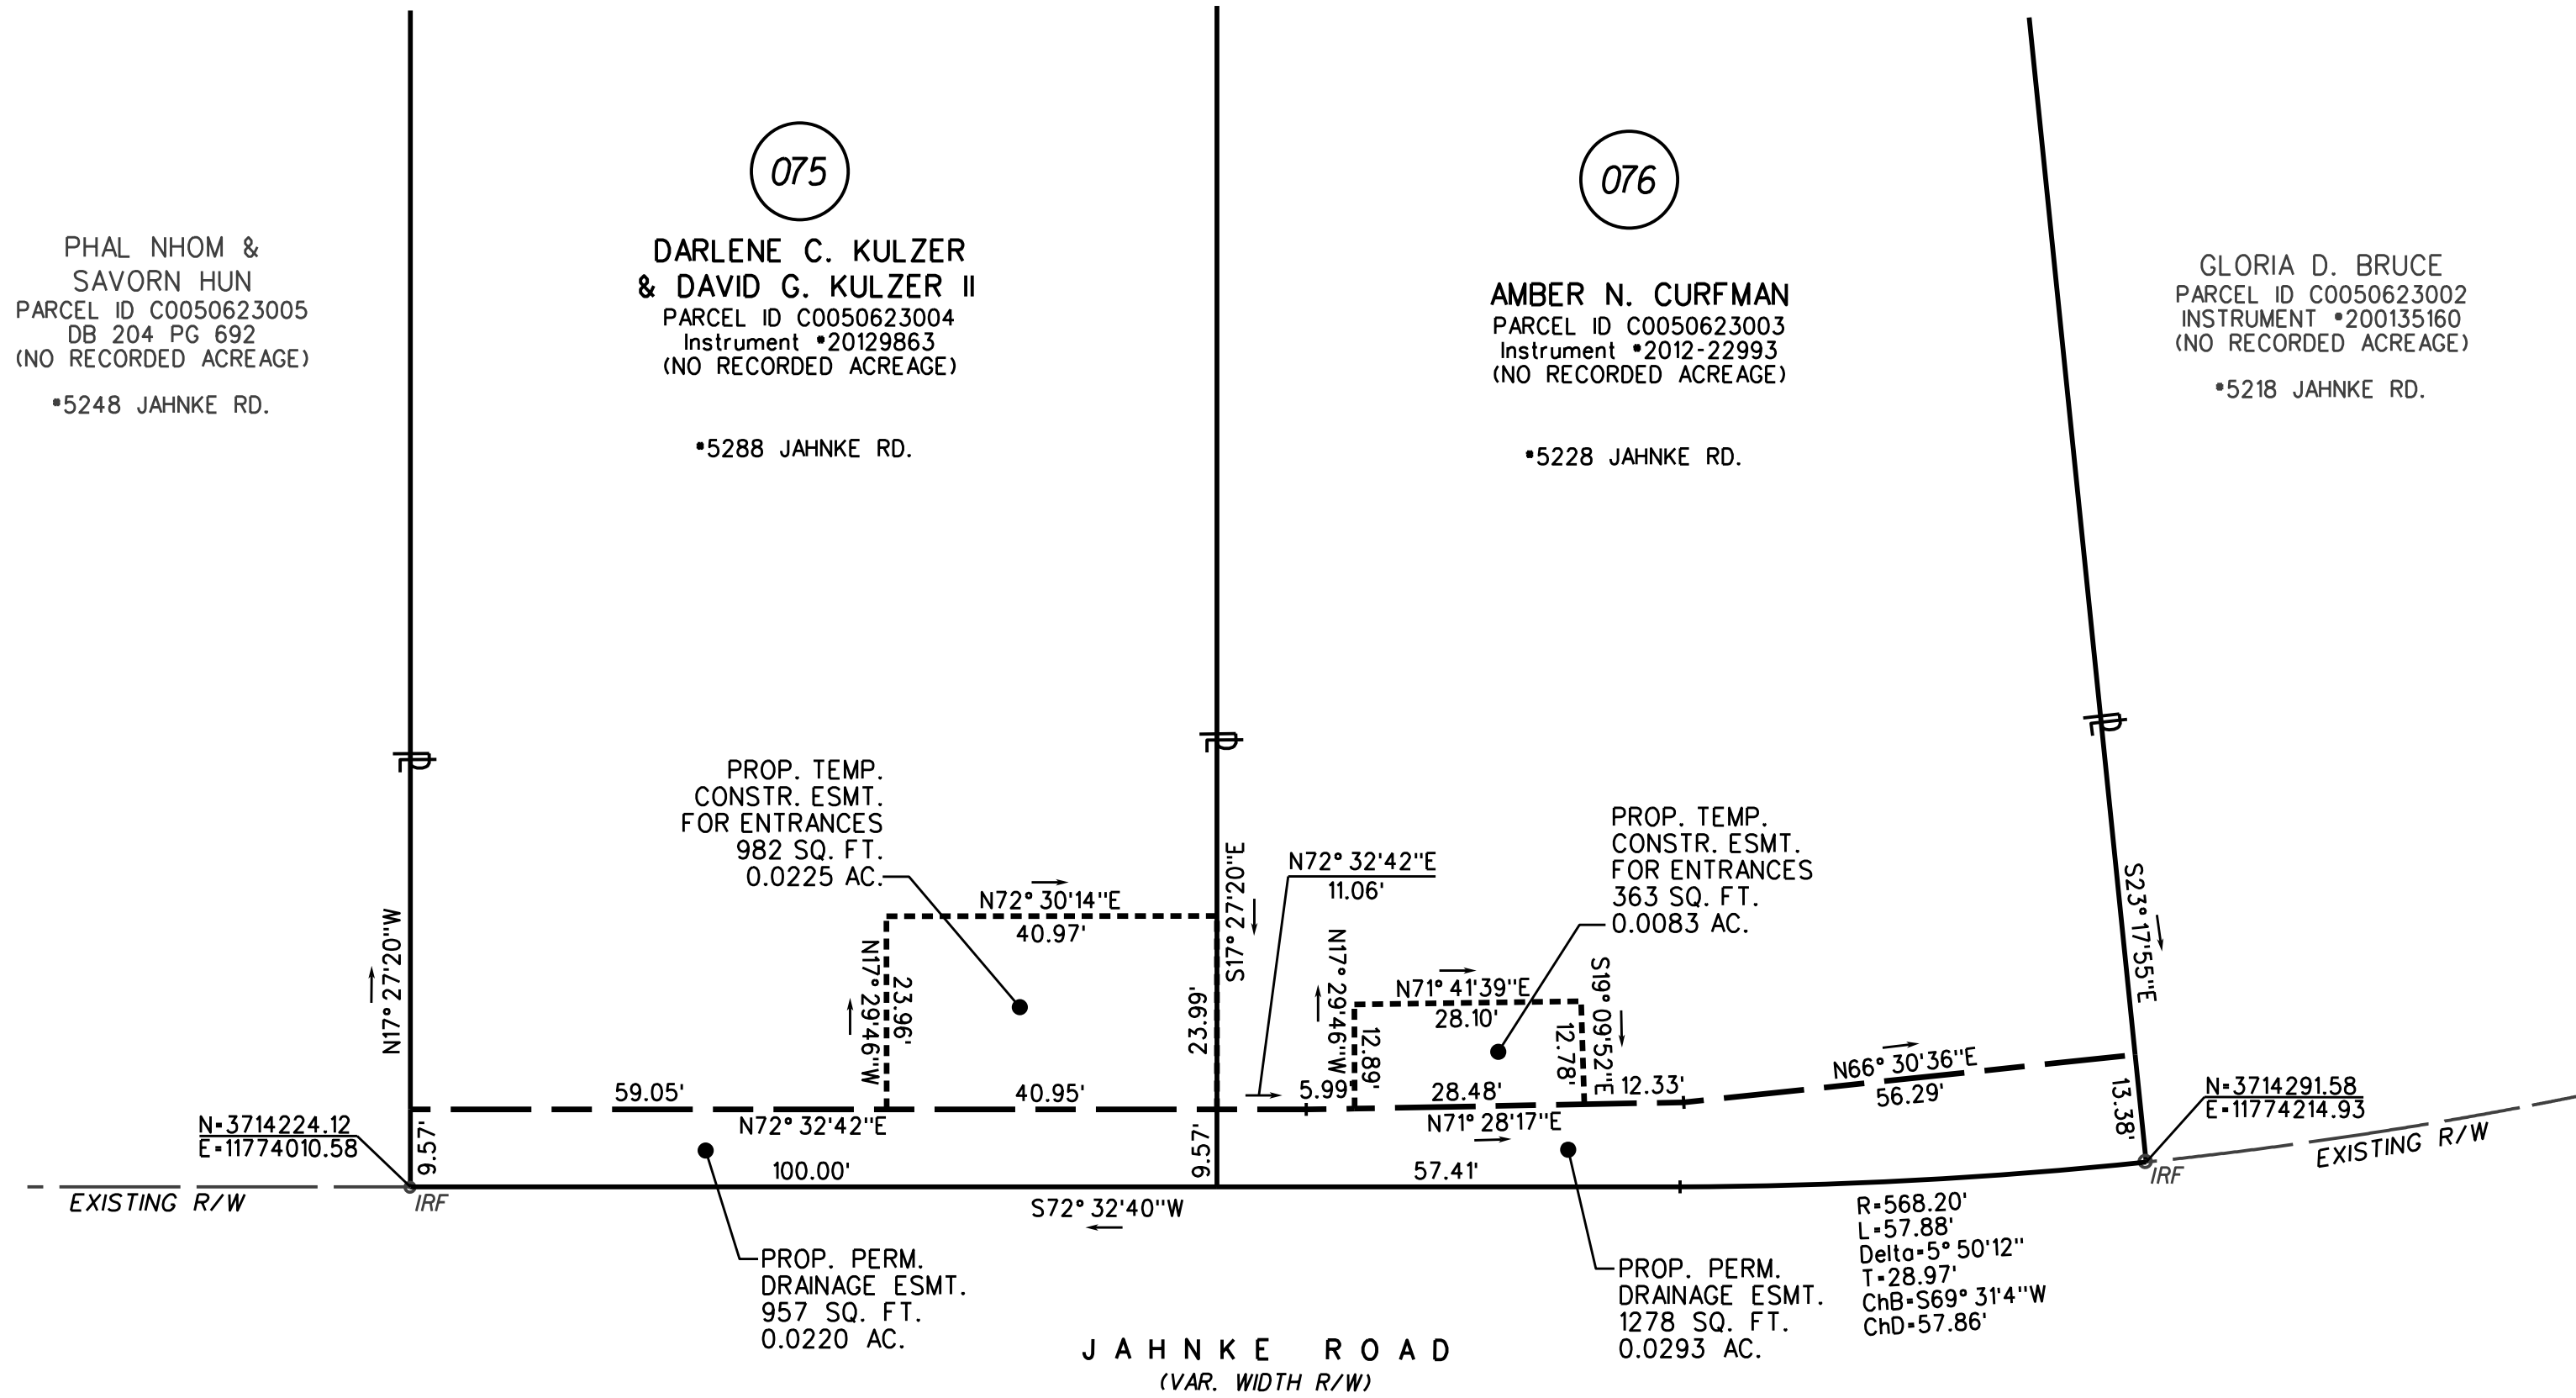 075
076
PHAL NHOM &
SAVORN HUN
PARCEL ID C0050623005
DB 204 PG 692
(NO RECORDED ACREAGE)
#5248 JAHNKE RD.
DARLENE C. KULZER
& DAVID G. KULZER II
PARCEL ID C0050623004
Instrument #20129863
(NO RECORDED ACREAGE)
#5288 JAHNKE RD.
AMBER N. CURFMAN
PARCEL ID C0050623003
Instrument #2012-22993
(NO RECORDED ACREAGE)
#5228 JAHNKE RD.
GLORIA D. BRUCE
PARCEL ID C0050623002
INSTRUMENT #200135160
(NO RECORDED ACREAGE)
#5218 JAHNKE RD.
PL
PL
PL
PROP. TEMP.
CONSTR. ESMT.
FOR ENTRANCES
982 SQ. FT.
0.0225 AC.
PROP. TEMP.
CONSTR. ESMT.
FOR ENTRANCES
363 SQ. FT.
0.0083 AC.
N17° 27'20"W
N72° 30'14"E
40.97'
N17° 29'46"W
23.96'
23.99'
S17° 27'20"E
N72° 32'42"E
11.06'
N17° 29'46"W
12.89'
N71° 41'39"E
28.10'
12.78'
S19° 09'52"E
S23° 17'55"E
59.05'
40.95'
5.99'
28.48'
12.33'
N66° 30'36"E
56.29'
13.38'
N=3714224.12
E=11774010.58
9.57'
N72° 32'42"E
9.57'
N71° 28'17"E
N=3714291.58
E=11774214.93
100.00'
57.41'
EXISTING R/W
IRF
S72° 32'40"W
IRF
EXISTING R/W
R=568.20'
L=57.88'
Delta=5° 50'12"
T=28.97'
ChB=S69° 31'4"W
ChD=57.86'
PROP. PERM.
DRAINAGE ESMT.
957 SQ. FT.
0.0220 AC.
PROP. PERM.
DRAINAGE ESMT.
1278 SQ. FT.
0.0293 AC.
JAHNKE ROAD
(VAR. WIDTH R/W)